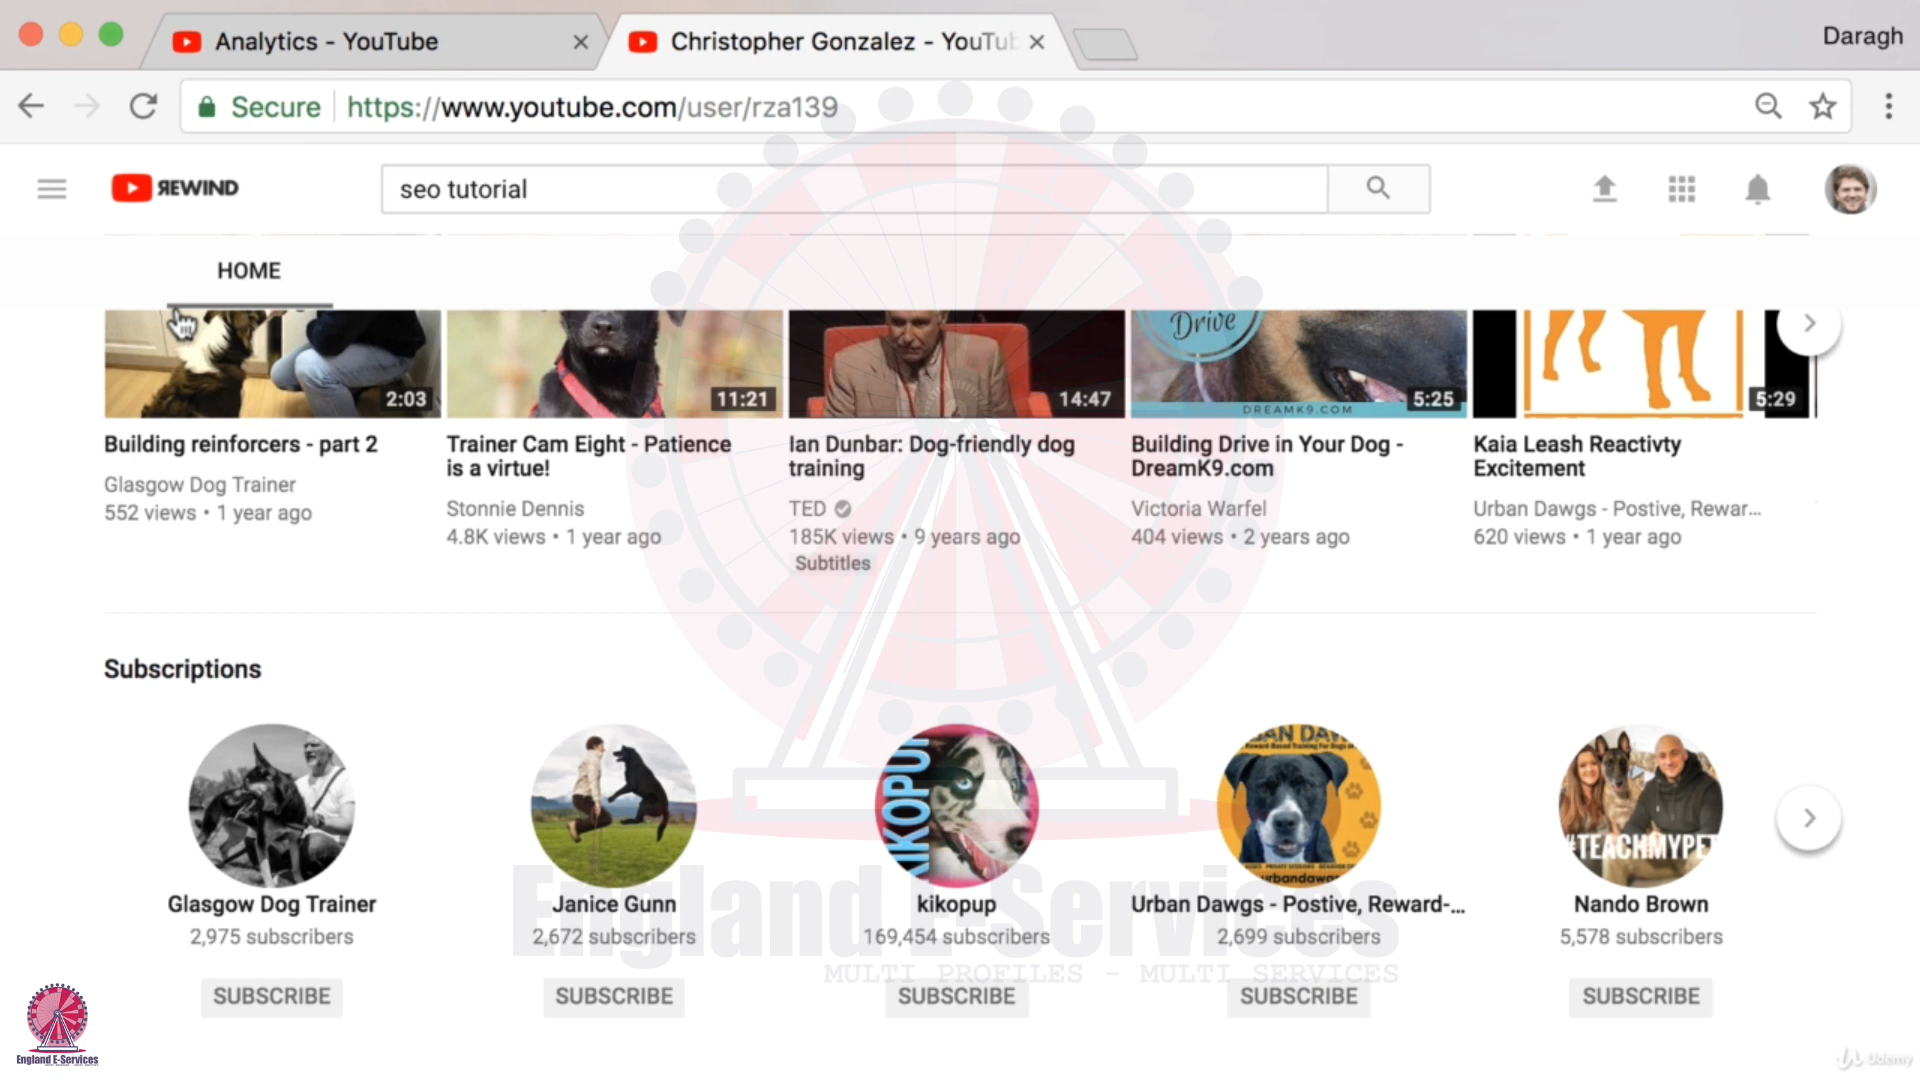 Analytics - YouTube
Christopher Gonzalez - YouTub
Daragh
Secure
https://www.youtube.com/user/rza139
REWIND
seo tutorial
HOME
2:03
11:21
14:47
Drive
DREAMK9.COM
5:25
5:29
Building reinforcers - part 2
Glasgow Dog Trainer
552 views • 1 year ago
Trainer Cam Eight - Patience
is a virtue!
Stonnie Dennis
4.8K views • 1 year ago
Ian Dunbar: Dog-friendly dog
training
TED
185K views • 9 years ago
Subtitles
Building Drive in Your Dog -
DreamK9.com
Victoria Warfel
404 views • 2 years ago
Kaia Leash Reactivty
Excitement
Urban Dawgs - Postive, Rewar...
620 views • 1 year ago
Subscriptions
KIKOPUP
#TEACHMYPET
Glasgow Dog Trainer
2,975 subscribers
SUBSCRIBE
Janice Gunn
2,672 subscribers
SUBSCRIBE
kikopup
169,454 subscribers
SUBSCRIBE
Urban Dawgs - Postive, Reward-...
2,699 subscribers
SUBSCRIBE
Nando Brown
5,578 subscribers
SUBSCRIBE
England E-Services
MULTI PROFILES - MULTI SERVICES
England E-Services
Udemy